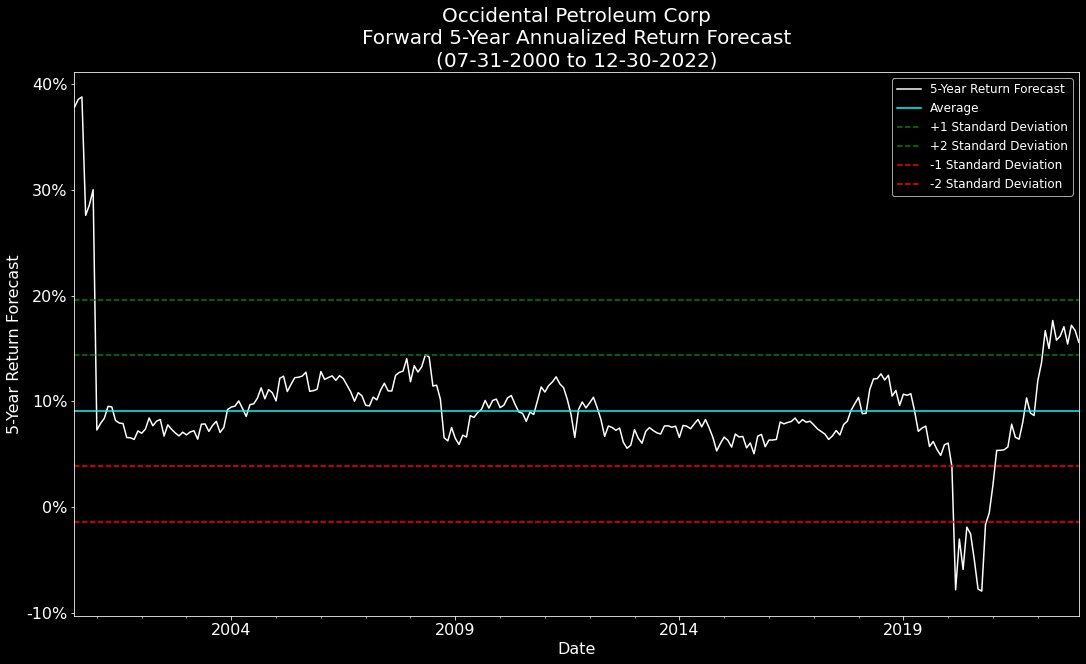 Occidental Petroleum Corp
Forward 5-Year Annualized Return Forecast
(07-31-2000 to 12-30-2022)
5-Year Return Forecast
Average
+1 Standard Deviation
+2 Standard Deviation
-1 Standard Deviation
-2 Standard Deviation
5-Year Return Forecast
40%
30%
20%
10%
0%
-10%
2004
2009
2014
2019
Date